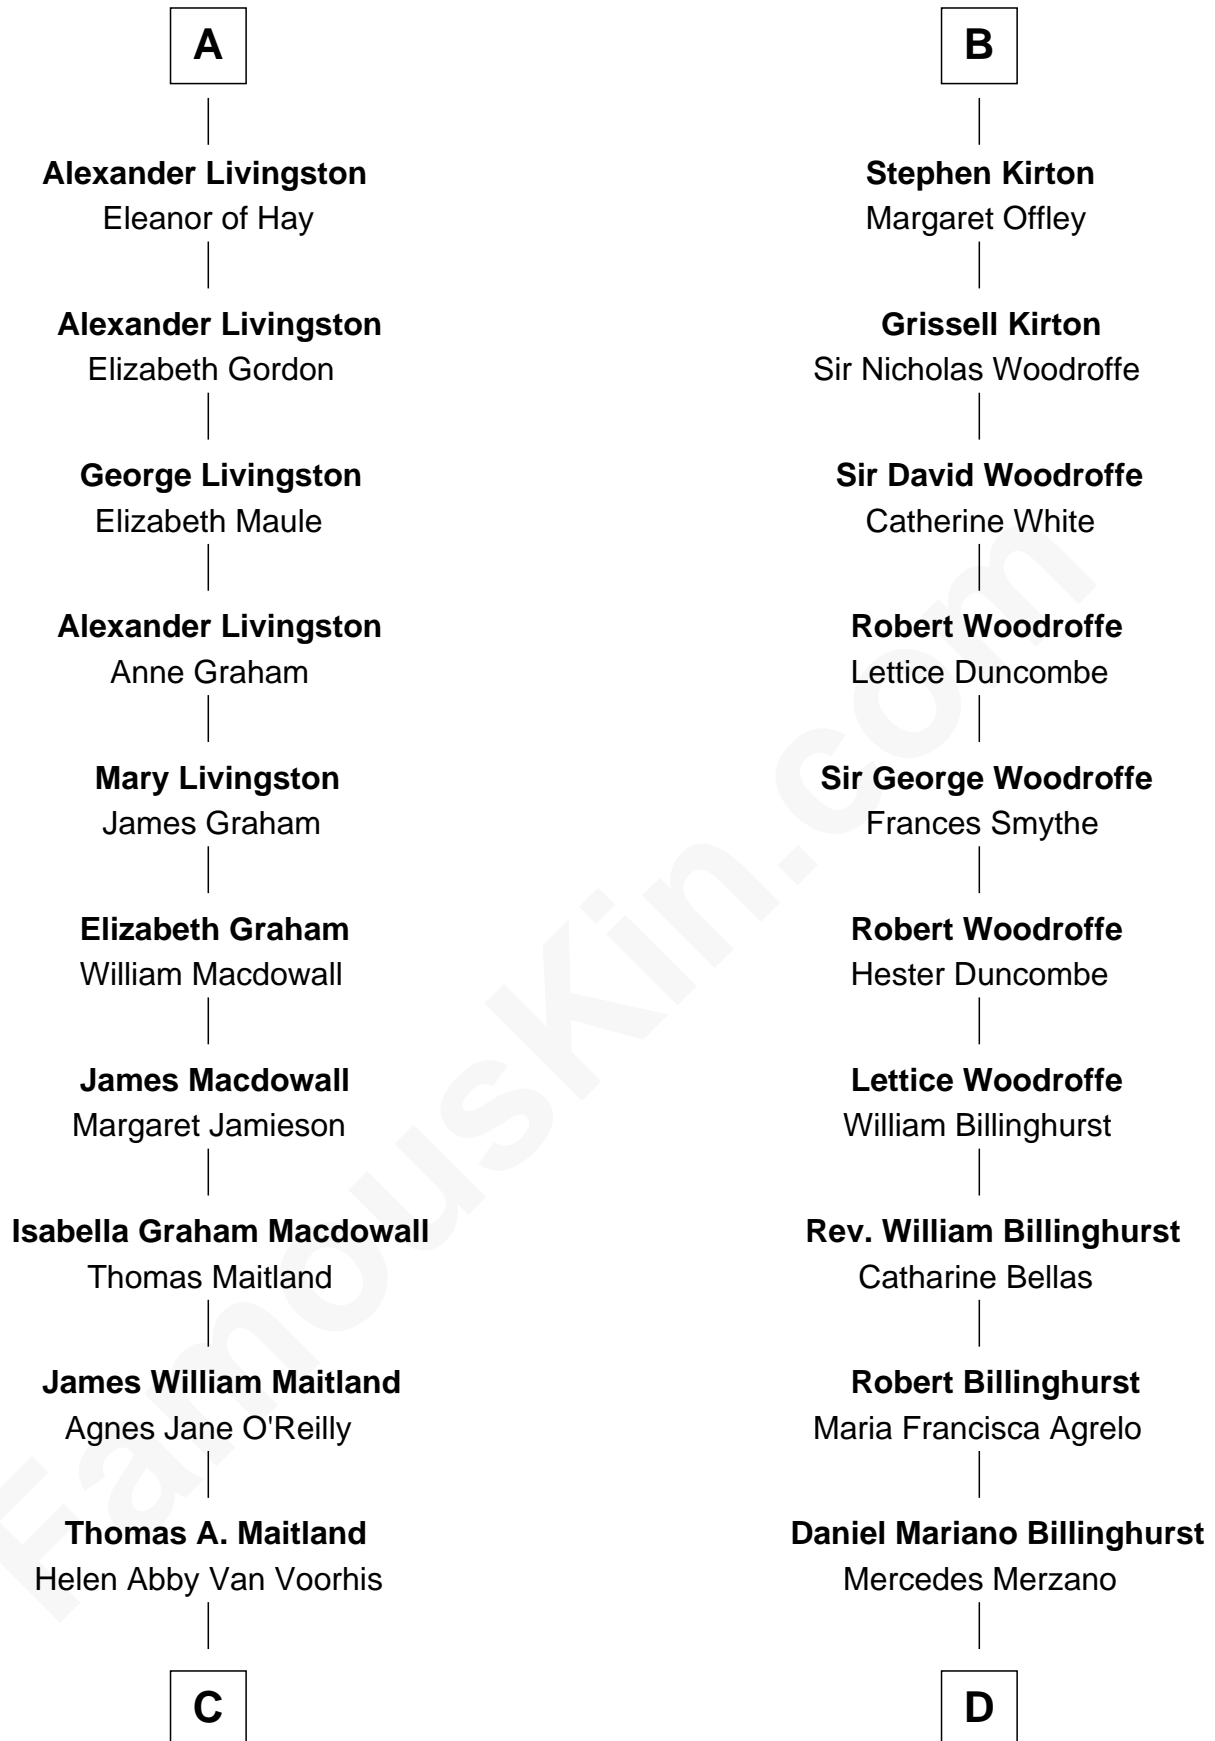 A
Alexander Livingston
Eleanor of Hay
Alexander Livingston
Elizabeth Gordon
George Livingston
Elizabeth Maule
Alexander Livingston
Anne Graham
Mary Livingston
James Graham
Elizabeth Graham
William Macdowall
James Macdowall
Margaret Jamieson
Isabella Graham Macdowall
Thomas Maitland
James William Maitland
Agnes Jane O'Reilly
Thomas A. Maitland
Helen Abby Van Voorhis
C
B
Stephen Kirton
Margaret Offley
Grissell Kirton
Sir Nicholas Woodroffe
Sir David Woodroffe
Catherine White
Robert Woodroffe
Lettice Duncombe
Sir George Woodroffe
Frances Smythe
Robert Woodroffe
Hester Duncombe
Lettice Woodroffe
William Billinghurst
Rev. William Billinghurst
Catharine Bellas
Robert Billinghurst
Maria Francisca Agrelo
Daniel Mariano Billinghurst
Mercedes Merzano
D
FamousKin.com